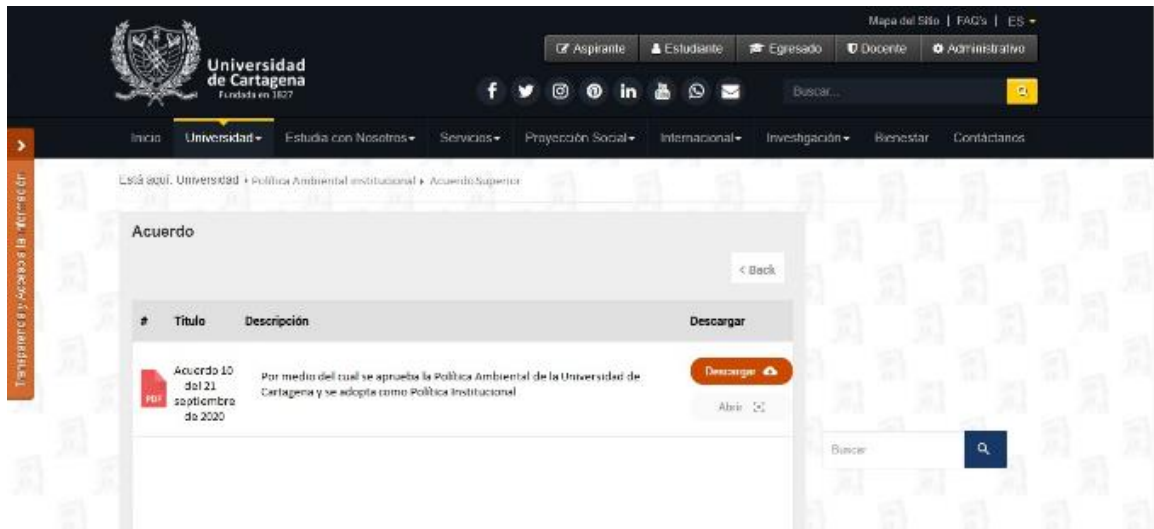 Mapa del Sitio | FAQ's | ES
Aspirante Estudiante Egresado Docente Administrativo
Universidad
de Cartagena
Fundada en 1827
Buscar...
Inicio Universidad Estudia con Nosotros Servicios Proyección Social Internacional Investigación Bienestar Contáctanos
Transparencia y Acceso a la información
Está aquí: Universidad Política Ambiental institucional Acuerdo Superior
Acuerdo
< Back
# Título Descripción Descargar
PDF
Acuerdo 10
del 21
septiembre
de 2020
Por medio del cual se aprueba la Política Ambiental de la Universidad de
Cartagena y se adopta como Política Institucional
Descargar
Abrir
Buscar